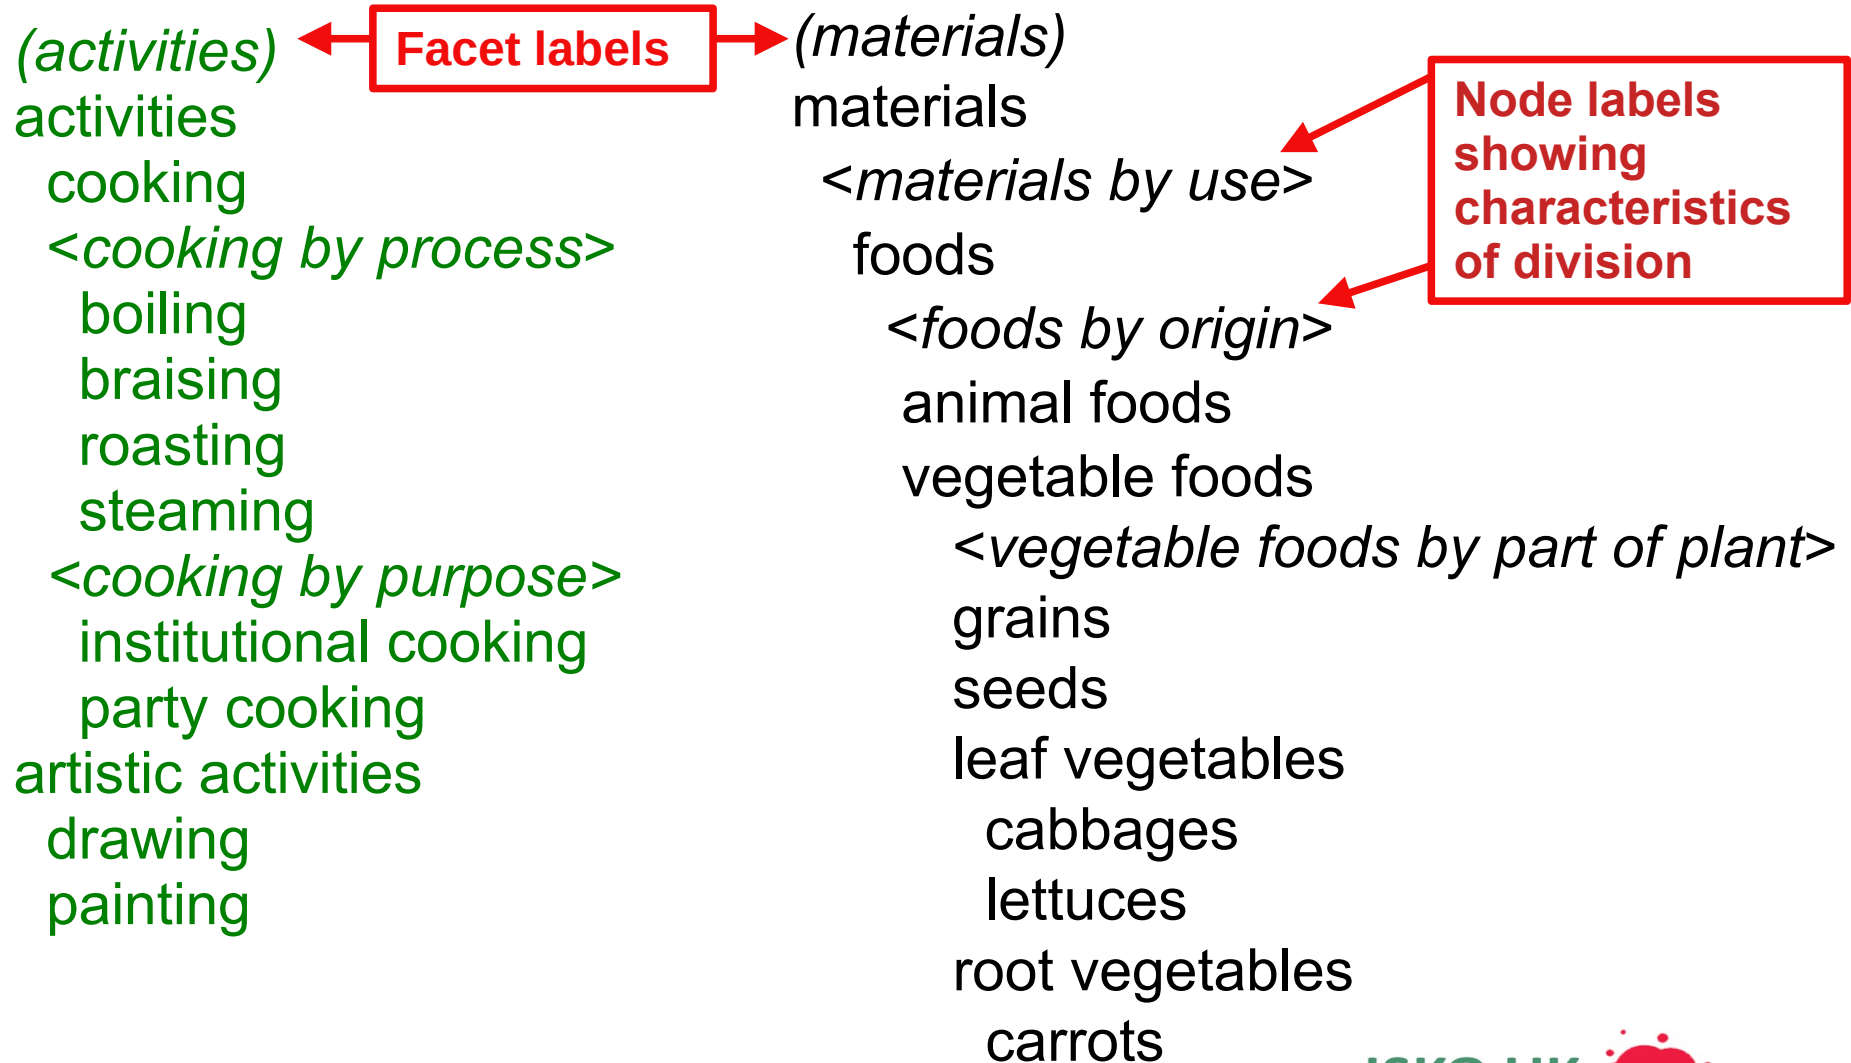 (activities)
activities
cooking
<cooking by process>
boiling
braising
roasting
steaming
<cooking by purpose>
institutional cooking
party cooking
artistic activities
drawing
painting
Facet labels
(materials)
materials
<materials by use>
foods
<foods by origin>
animal foods
vegetable foods
<vegetable foods by part of plant>
grains
seeds
leaf vegetables
cabbages
lettuces
root vegetables
carrots
Node labels
showing
characteristics
of division
ISKO UK